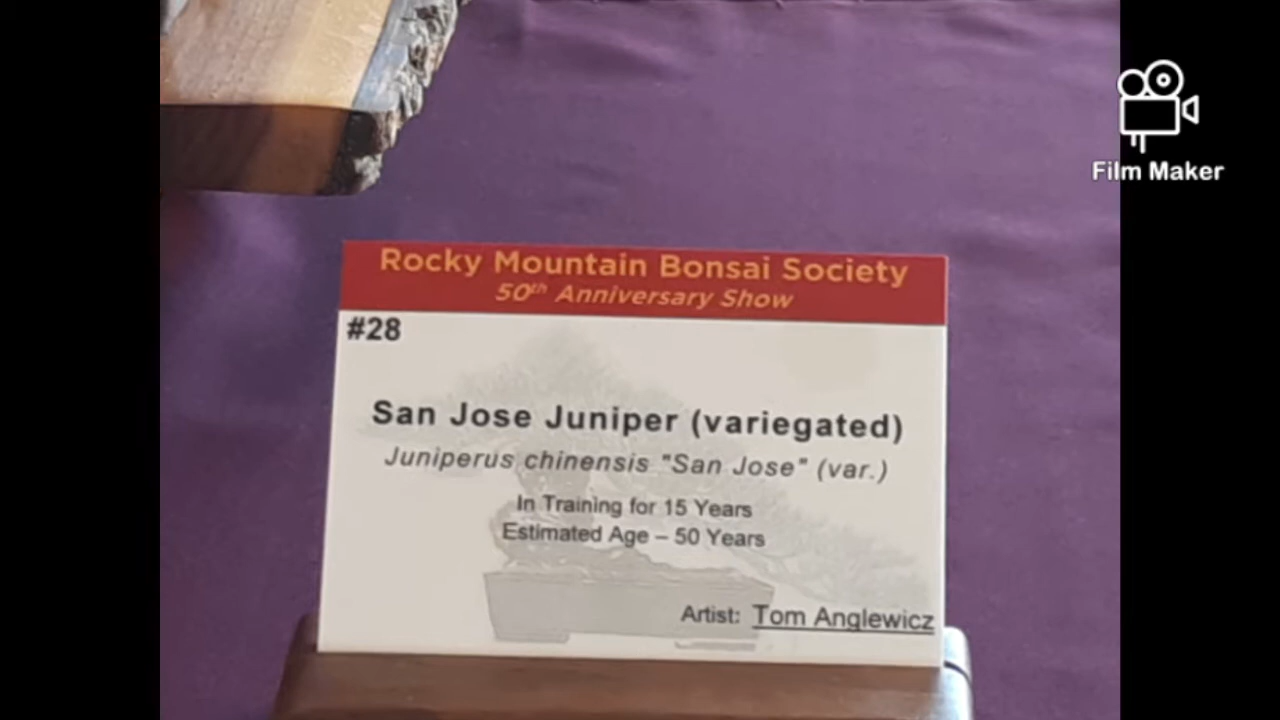 Film Maker
Rocky Mountain Bonsai Society
50th Anniversary Show
#28
San Jose Juniper (variegated)
Juniperus chinensis "San Jose" (var.)
In Training for 15 Years
Estimated Age – 50 Years
Artist: Tom Anglewicz